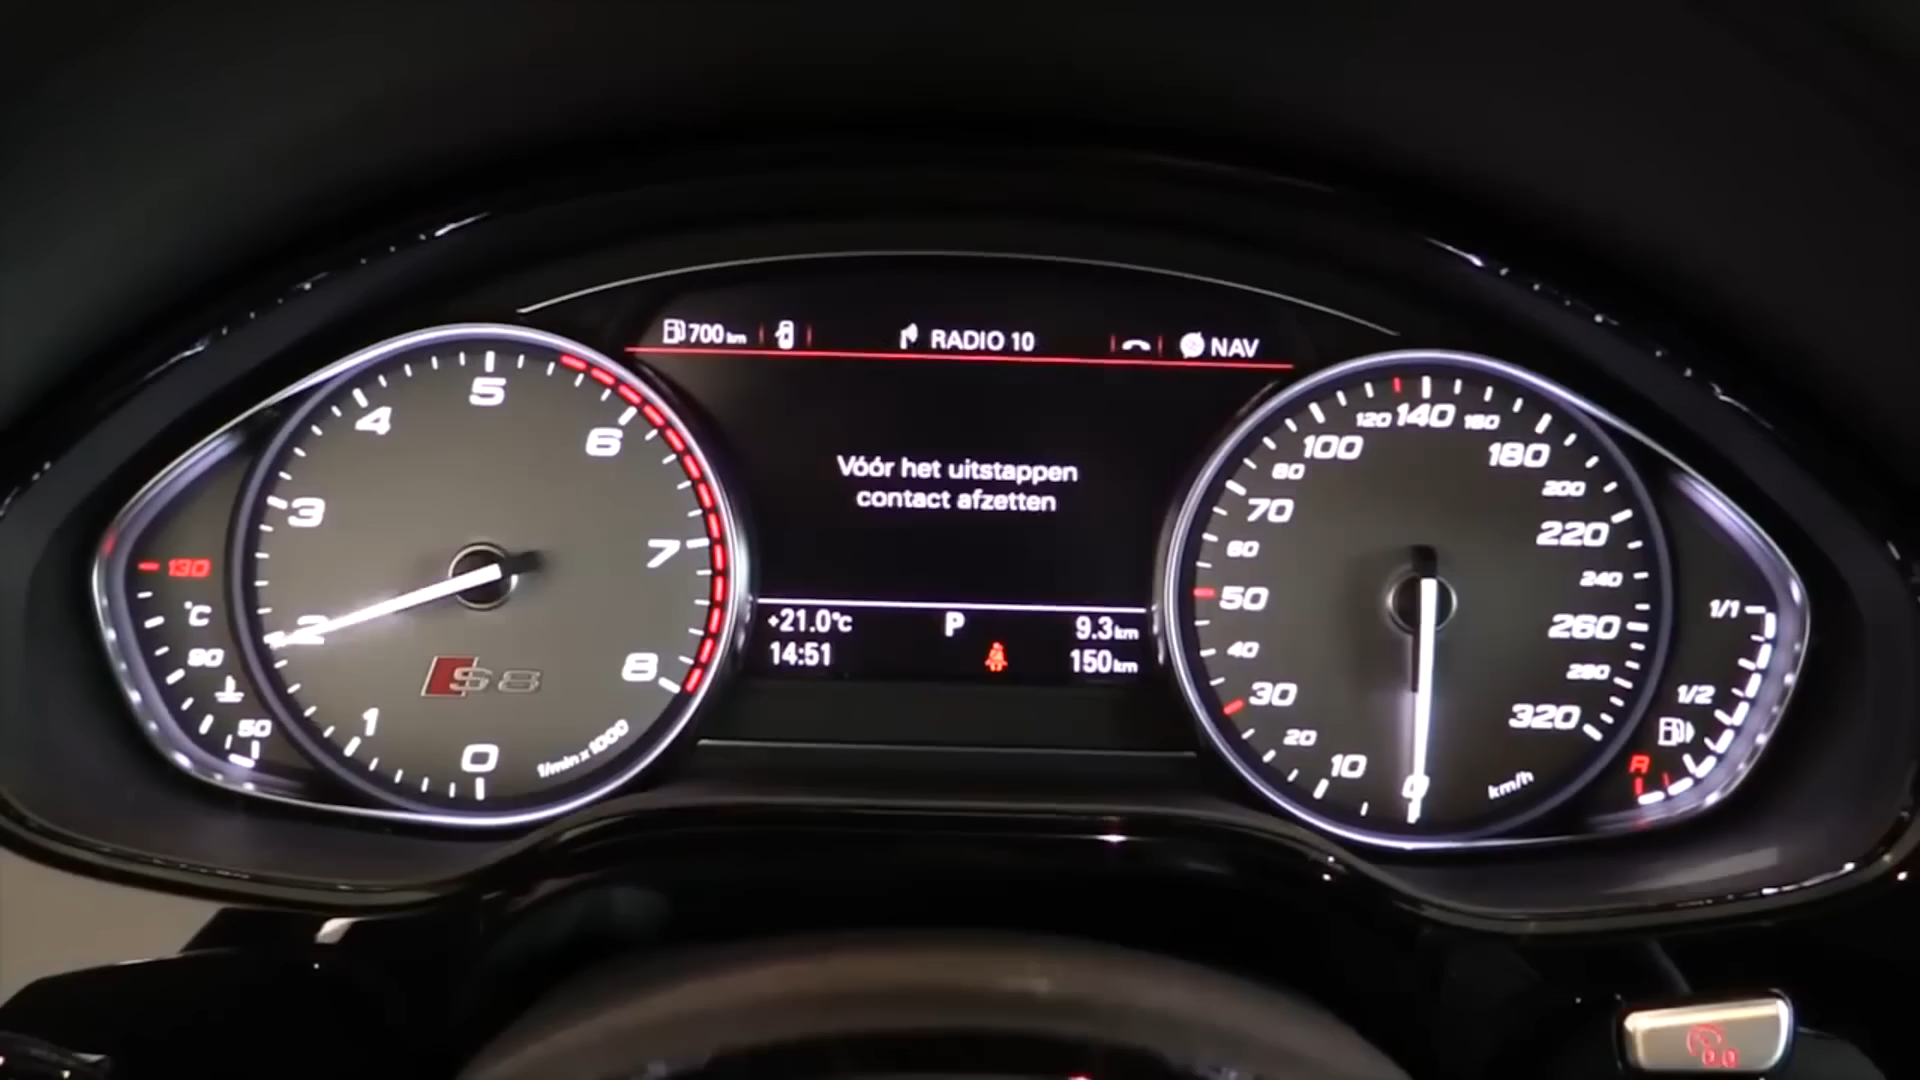 700 km
RADIO 10
NAV
Vóór het uitstappen
contact afzetten
+21.0°C
P
9.3 km
14:51
150 km
0
1
2
3
4
5
6
7
8
1/min x 1000
S8
130
°C
90
50
0
10
20
30
40
50
60
70
80
100
120
140
160
180
200
220
240
260
280
320
km/h
1/1
1/2
R